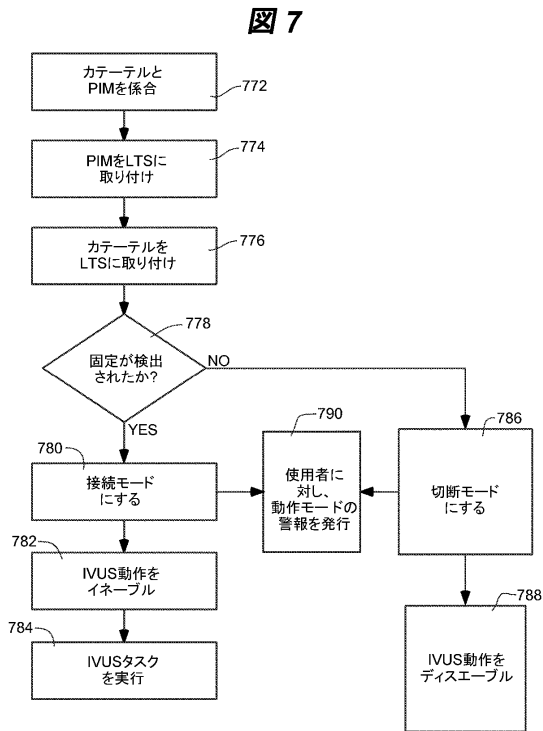 図 7
カテーテルと
PIMを係合
772
PIMをLTSに
取り付け
774
カテーテルを
LTSに取り付け
776
778
固定が検出
されたか?
NO
YES
780
接続モード
にする
790
使用者に
対し、
動作モードの
警報を発行
786
切断モード
にする
782
IVUS動作を
イネーブル
784
IVUSタスク
を実行
788
IVUS動作を
ディスエーブル